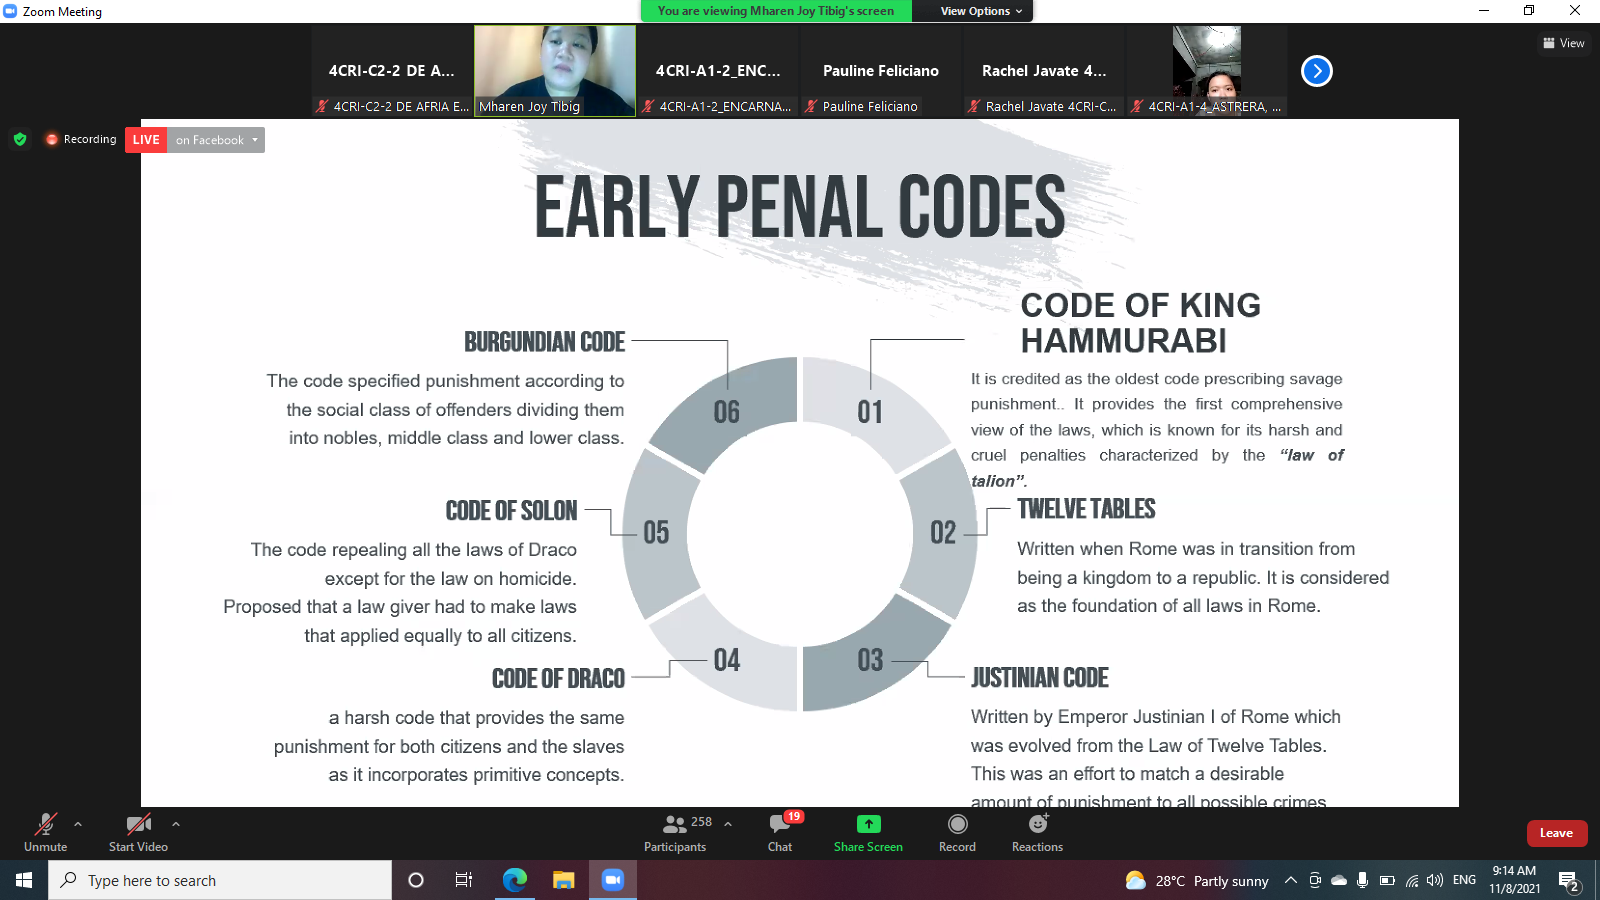 Zoom Meeting
You are viewing Mharen Joy Tibig's screen
View Options
4CRI-C2-2 DE A...
4CRI-C2-2 DE AFRIA E...
Mharen Joy Tibig
4CRI-A1-2_ENC...
4CRI-A1-2_ENCARNA...
Pauline Feliciano
Pauline Feliciano
Rachel Javate 4...
Rachel Javate 4CRI-C...
4CRI-A1-4_ASTRERA, ...
View
Recording
LIVE on Facebook
EARLY PENAL CODES
CODE OF KING
HAMMURABI
It is credited as the oldest code prescribing savage
punishment.. It provides the first comprehensive
view of the laws, which is known for its harsh and
cruel penalties characterized by the “law of
talion”.
01
TWELVE TABLES
Written when Rome was in transition from
being a kingdom to a republic. It is considered
as the foundation of all laws in Rome.
02
JUSTINIAN CODE
Written by Emperor Justinian I of Rome which
was evolved from the Law of Twelve Tables.
This was an effort to match a desirable
amount of punishment to all possible crimes
03
CODE OF DRACO
a harsh code that provides the same
punishment for both citizens and the slaves
as it incorporates primitive concepts.
04
CODE OF SOLON
The code repealing all the laws of Draco
except for the law on homicide.
Proposed that a law giver had to make laws
that applied equally to all citizens.
05
BURGUNDIAN CODE
The code specified punishment according to
the social class of offenders dividing them
into nobles, middle class and lower class.
06
Unmute
Start Video
258
Participants
19
Chat
Share Screen
Record
Reactions
Leave
Type here to search
28°C Partly sunny
ENG
9:14 AM
11/8/2021
2